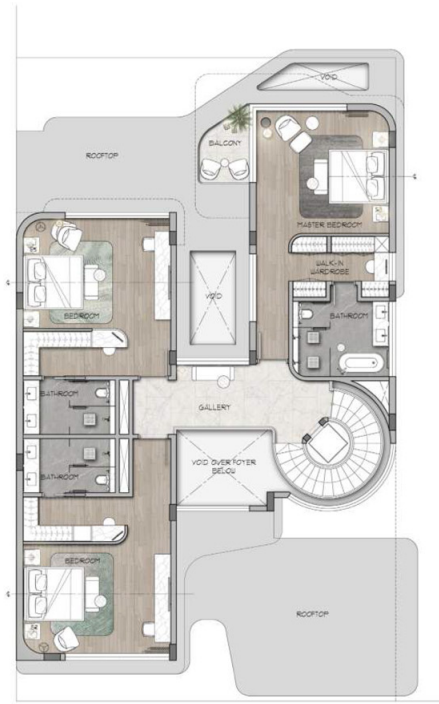 VOID
BALCONY
ROOFTOP
MASTER BEDROOM
WALK-IN
WARDROBE
VOID
BEDROOM
BATHROOM
BATHROOM
GALLERY
VOID OVER FOYER
BELOW
BATHROOM
BEDROOM
ROOFTOP